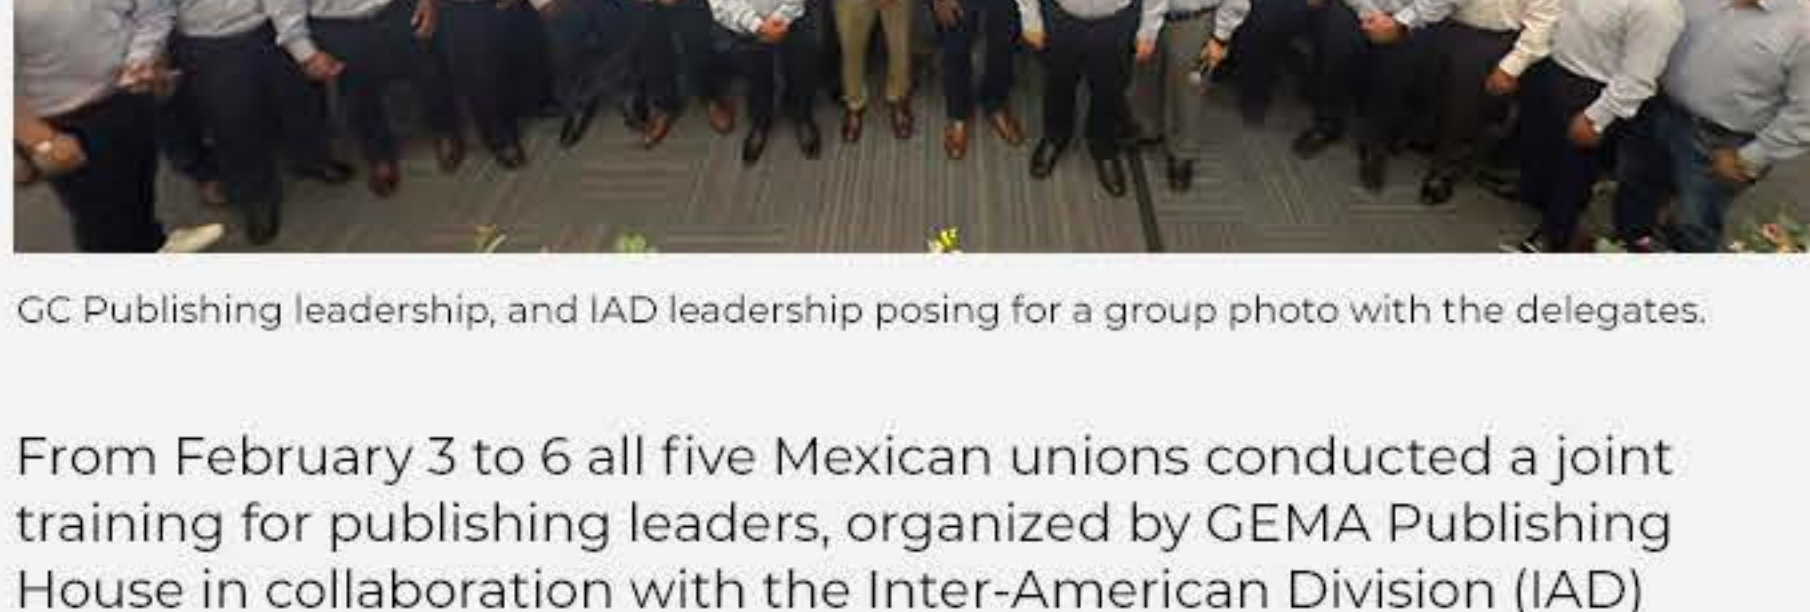 GC Publishing leadership, and IAD leadership posing for a group photo with the delegates.
From February 3 to 6 all five Mexican unions conducted a joint
training for publishing leaders, organized by GEMA Publishing
House in collaboration with the Inter-American Division (IAD)